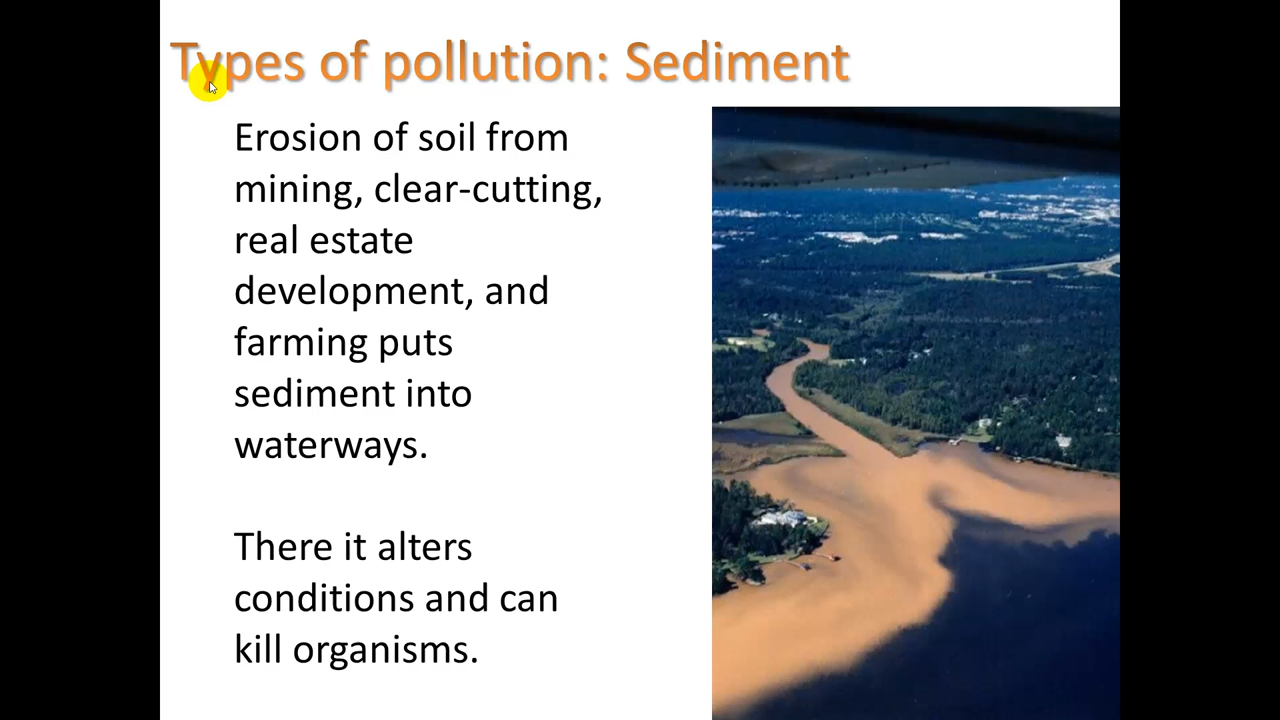 Types of pollution: Sediment
Erosion of soil from
mining, clear-cutting,
real estate
development, and
farming puts
sediment into
waterways.
There it alters
conditions and can
kill organisms.